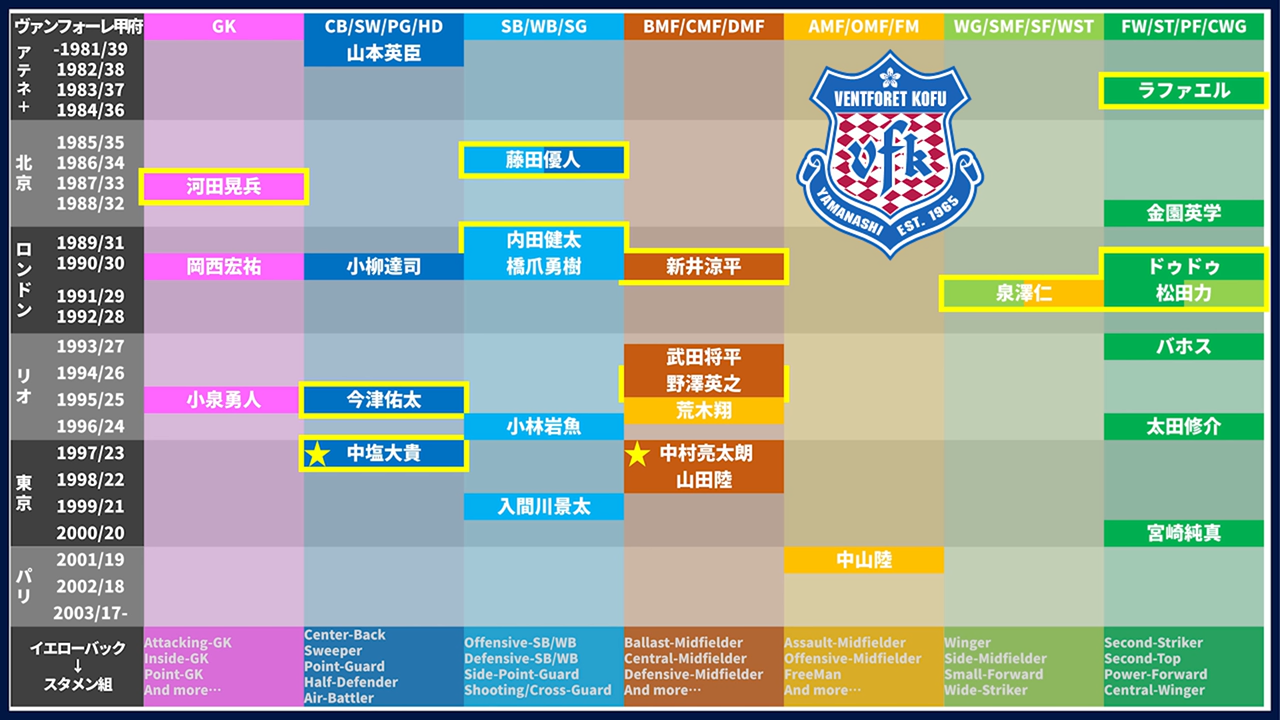 ヴァンフォーレ甲府 GK CB/SW/PG/HD SB/WB/SG BMF/CMF/DMF AMF/OMF/FM WG/SMF/SF/WST FW/ST/PF/CWG
アテネ+
-1981/39 山本英臣
1982/38
1983/37 ラファエル
1984/36
VENTFORET KOFU
vfk
YAMANASHI EST. 1965
北京
1985/35
1986/34 藤田優人
1987/33 河田晃兵
1988/32 金園英学
ロンドン
1989/31 内田健太
1990/30 岡西宏祐 小柳達司 橋爪勇樹 新井涼平 ドゥドゥ
1991/29 泉澤仁 松田力
1992/28
リオ
1993/27 武田将平 バホス
1994/26 野澤英之
1995/25 小泉勇人 今津佑太 荒木翔
1996/24 小林岩魚 太田修介
東京
1997/23 中塩大貴 中村亮太朗
1998/22 山田陸
1999/21 入間川景太
2000/20 宮崎純真
パリ
2001/19 中山陸
2002/18
2003/17-
イエローバック
↓
スタメン組
Attacking-GK
Inside-GK
Point-GK
And more…
Center-Back
Sweeper
Point-Guard
Half-Defender
Air-Battler
Offensive-SB/WB
Defensive-SB/WB
Side-Point-Guard
Shooting/Cross-Guard
Ballast-Midfielder
Central-Midfielder
Defensive-Midfielder
And more…
Assault-Midfielder
Offensive-Midfielder
FreeMan
And more…
Winger
Side-Midfielder
Small-Forward
Wide-Striker
Second-Striker
Second-Top
Power-Forward
Central-Winger